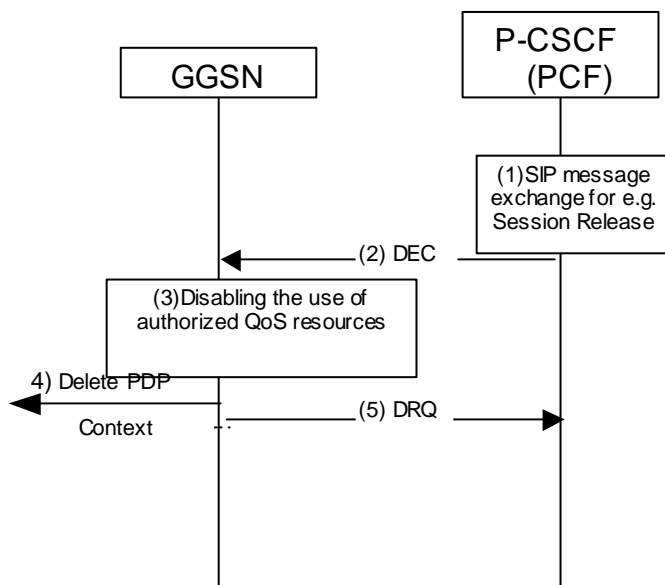 GGSN
P-CSCF
(PCF)
(1)SIP message
exchange for e.g.
Session Release
(2) DEC
(3)Disabling the use of
authorized QoS resources
4) Delete PDP
Context
(5) DRQ